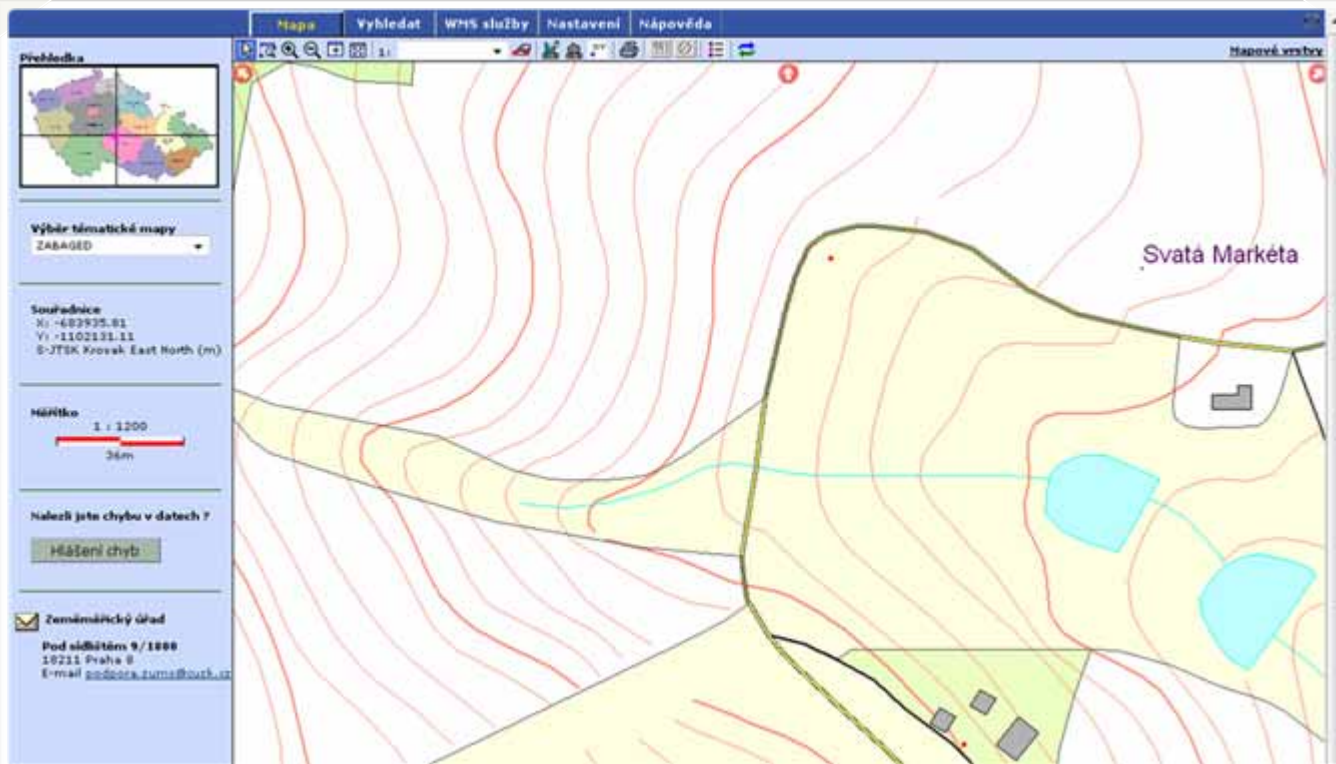 Mapa Vyhledat WMS služby Nastavení Nápověda
1:
Mapové vrstvy
Přehledka
Výběr tématické mapy
ZABAGED
Souřadnice
X: -683935.81
Y: -1102131.11
S-JTSK Krovak East North (m)
Měřítko
1 : 1200
36m
Nalezli jste chybu v datech ?
Hlášení chyb
Zeměměřický úřad
Pod sídlištěm 9/1800
18211 Praha 8
E-mail podpora.zums@cuzk.cz
Svatá Markéta